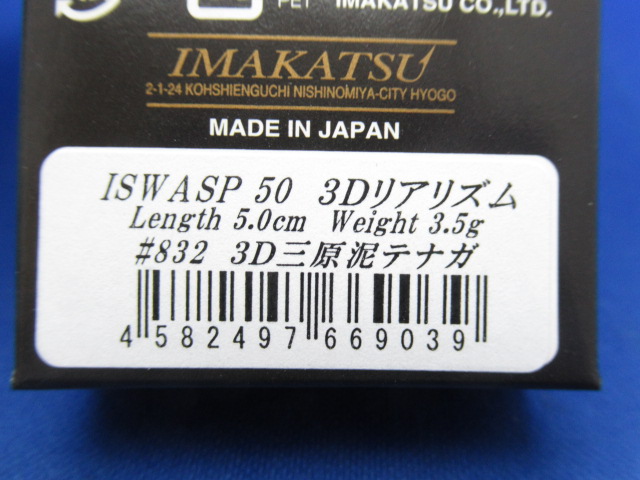 PET IMAKATSU CO.,LTD.
IMAKATSU
2-1-24 KOHSHIENGUCHI NISHINOMIYA-CITY HYOGO
MADE IN JAPAN
ISWASP 50 3Dリアリズム
Length 5.0cm Weight 3.5g
#832 3D三原泥テナガ
4 582497 669039